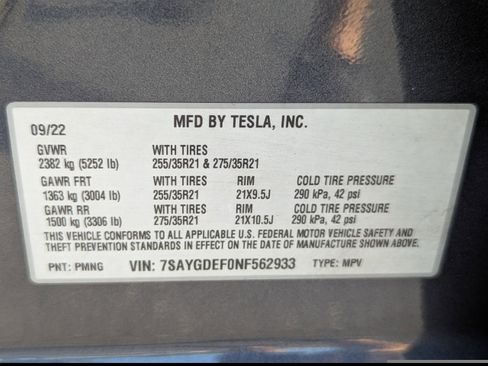 MFD BY TESLA, INC.
09/22
GVWR WITH TIRES
2382 kg (5252 lb) 255/35R21 & 275/35R21
GAWR FRT WITH TIRES RIM COLD TIRE PRESSURE
1363 kg (3004 lb) 255/35R21 21X9.5J 290 kPa, 42 psi
GAWR RR WITH TIRES RIM COLD TIRE PRESSURE
1500 kg (3306 lb) 275/35R21 21X10.5J 290 kPa, 42 psi
THIS VEHICLE CONFORMS TO ALL APPLICABLE U.S. FEDERAL MOTOR VEHICLE SAFETY AND
THEFT PREVENTION STANDARDS IN EFFECT ON THE DATE OF MANUFACTURE SHOWN ABOVE.
PNT: PMNG VIN: 7SAYGDEF0NF562933 TYPE: MPV